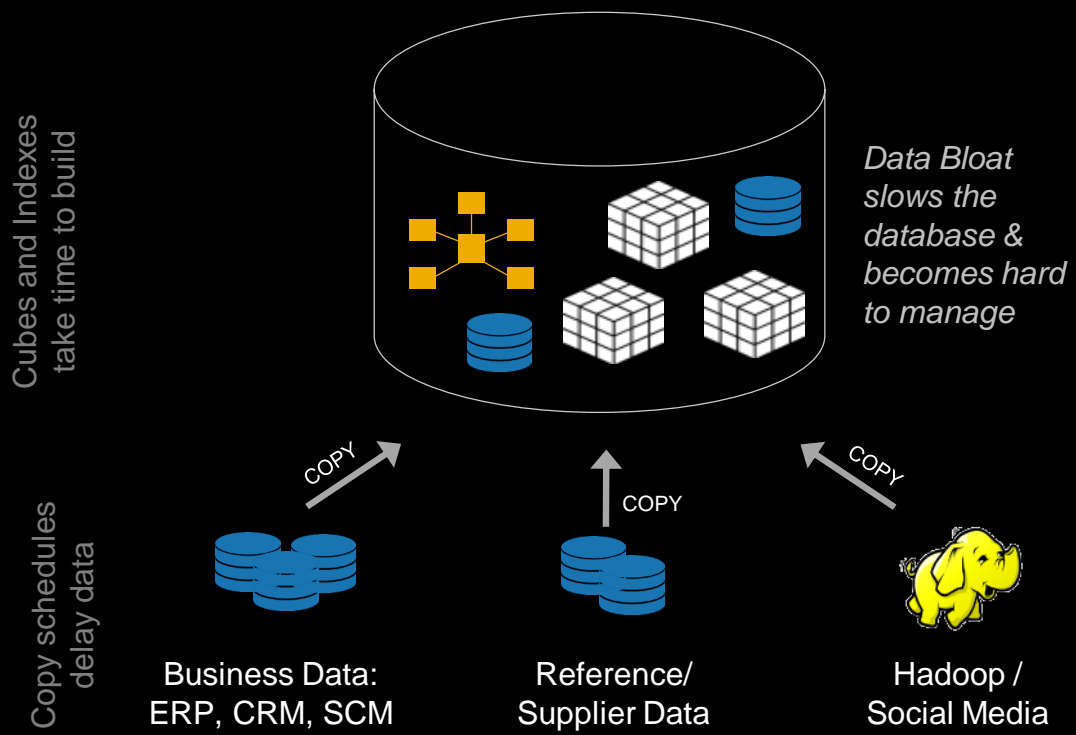 Cubes and Indexes
take time to build
Data Bloat
slows the
database &
becomes hard
to manage
COPY
COPY
COPY
Copy schedules
delay data
Business Data:
ERP, CRM, SCM
Reference/
Supplier Data
Hadoop /
Social Media